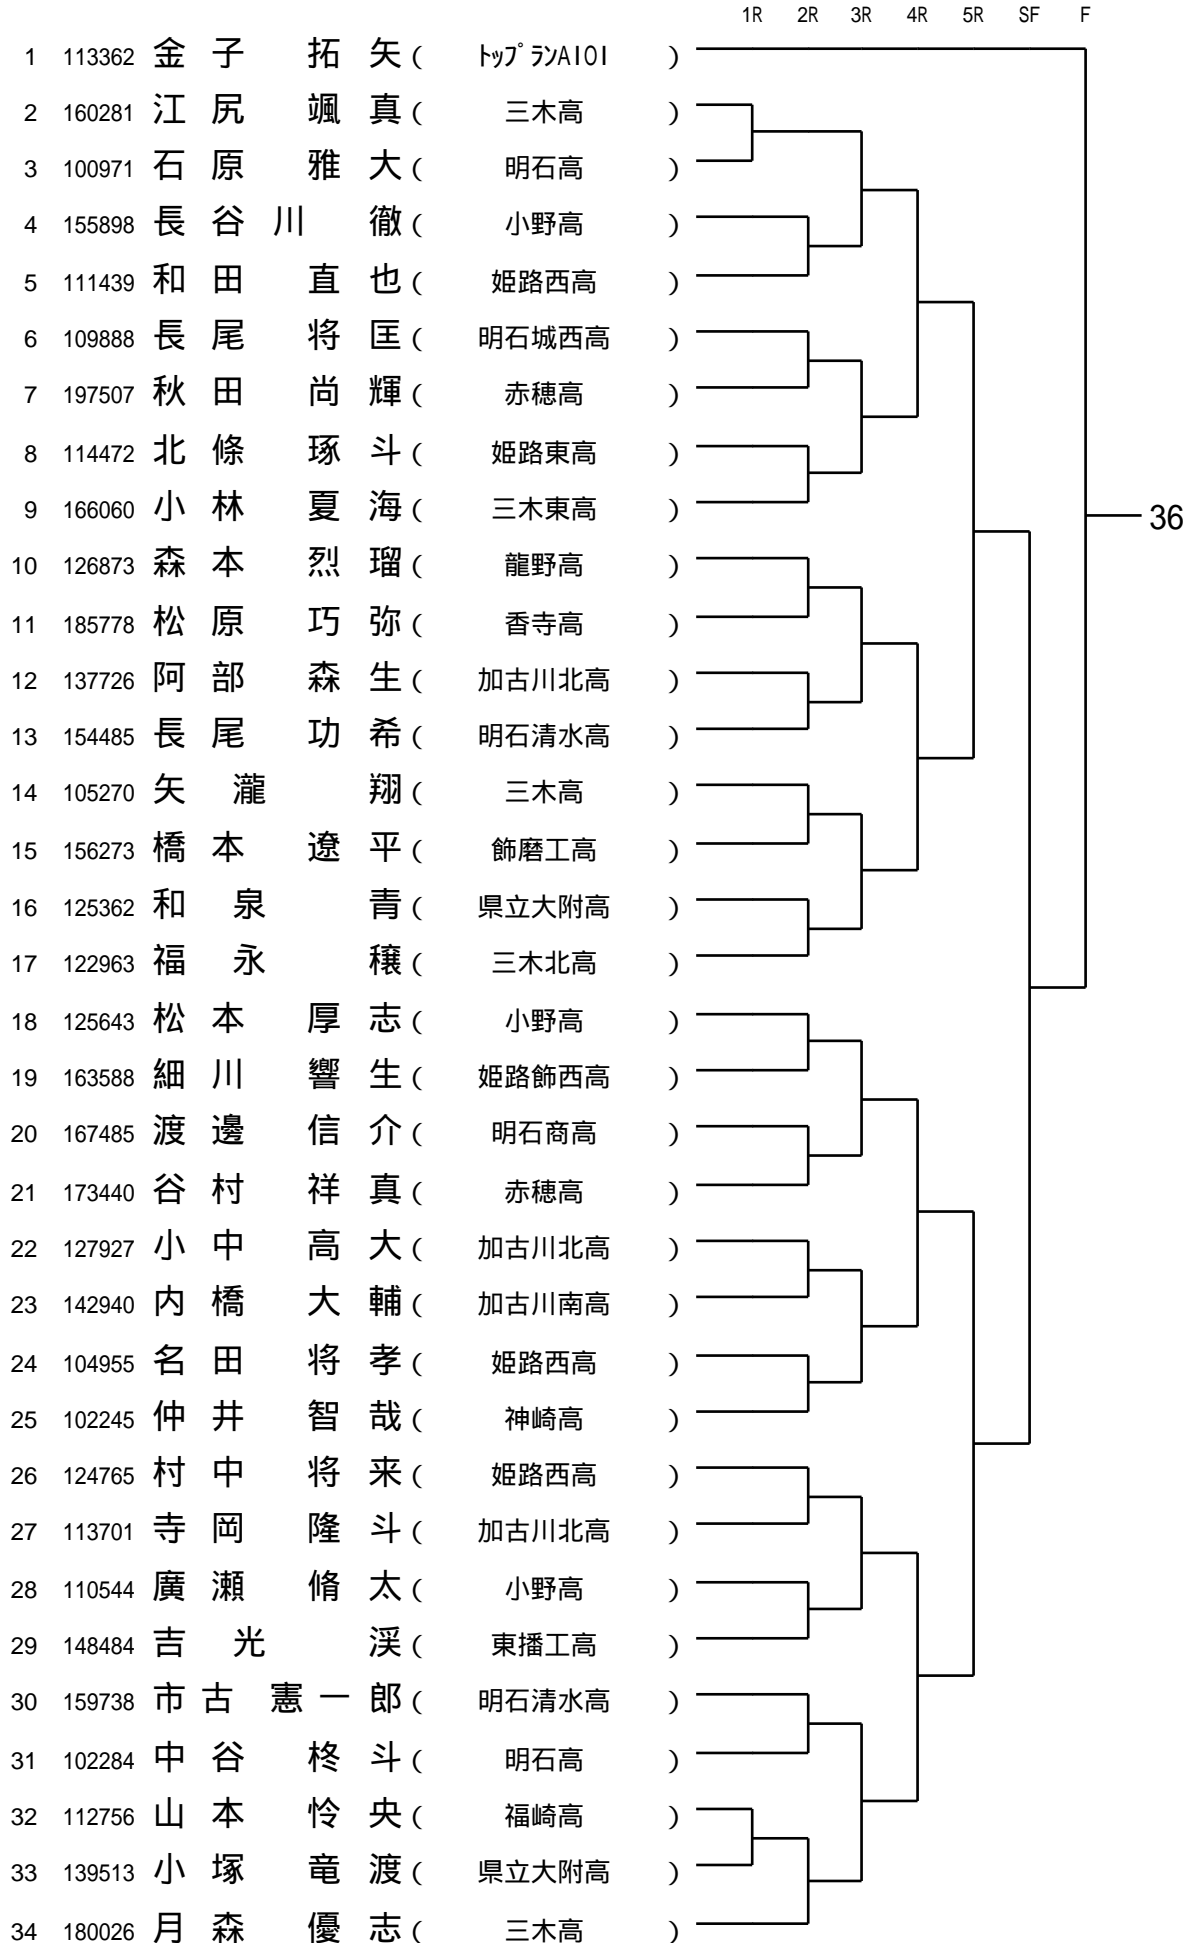 1R 2R 3R 4R 5R SF F
1 113362 金子 拓矢 ( トップランAIOI )
2 160281 江尻 颯真 ( 三木高 )
3 100971 石原 雅大 ( 明石高 )
4 155898 長谷川 徹 ( 小野高 )
5 111439 和田 直也 ( 姫路西高 )
6 109888 長尾 将匡 ( 明石城西高 )
7 197507 秋田 尚輝 ( 赤穂高 )
8 114472 北條 琢斗 ( 姫路東高 )
9 166060 小林 夏海 ( 三木東高 )
36
10 126873 森本 烈瑠 ( 龍野高 )
11 185778 松原 巧弥 ( 香寺高 )
12 137726 阿部 森生 ( 加古川北高 )
13 154485 長尾 功希 ( 明石清水高 )
14 105270 矢瀧 翔 ( 三木高 )
15 156273 橋本 遼平 ( 飾磨工高 )
16 125362 和泉 青 ( 県立大附高 )
17 122963 福永 穣 ( 三木北高 )
18 125643 松本 厚志 ( 小野高 )
19 163588 細川 響生 ( 姫路飾西高 )
20 167485 渡邊 信介 ( 明石商高 )
21 173440 谷村 祥真 ( 赤穂高 )
22 127927 小中 高大 ( 加古川北高 )
23 142940 内橋 大輔 ( 加古川南高 )
24 104955 名田 将孝 ( 姫路西高 )
25 102245 仲井 智哉 ( 神崎高 )
26 124765 村中 将来 ( 姫路西高 )
27 113701 寺岡 隆斗 ( 加古川北高 )
28 110544 廣瀬 脩太 ( 小野高 )
29 148484 吉光 渓 ( 東播工高 )
30 159738 市古 憲一郎 ( 明石清水高 )
31 102284 中谷 柊斗 ( 明石高 )
32 112756 山本 怜央 ( 福崎高 )
33 139513 小塚 竜渡 ( 県立大附高 )
34 180026 月森 優志 ( 三木高 )